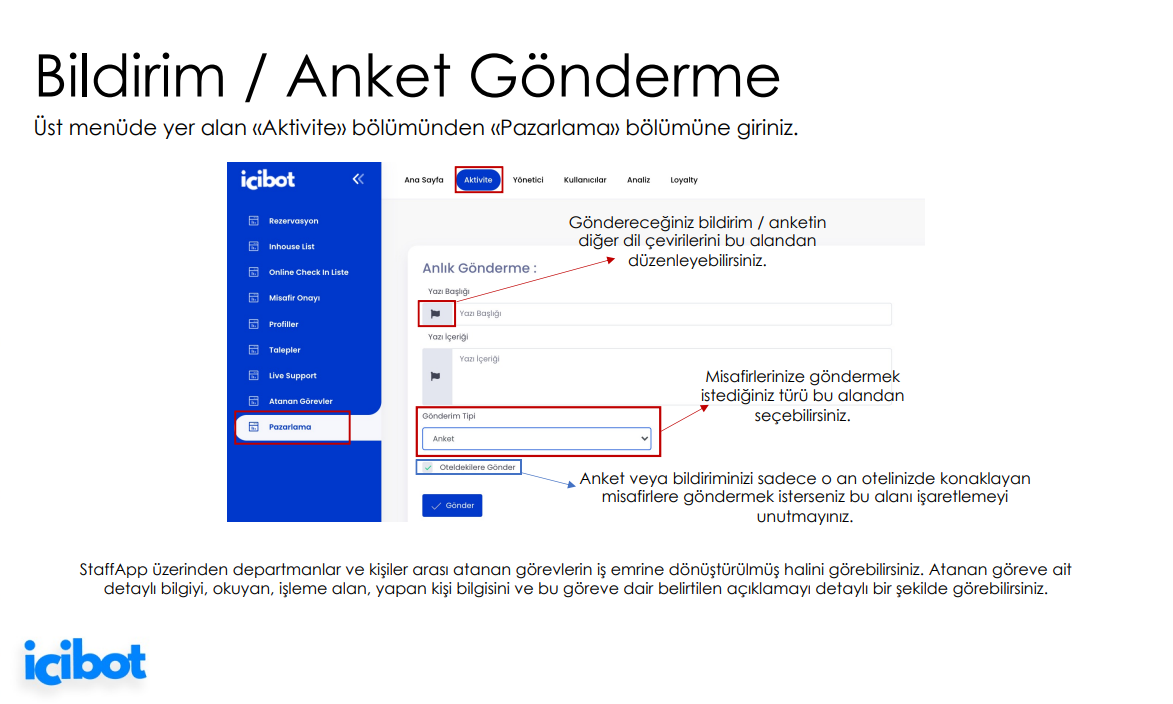 Bildirim / Anket Gönderme
Üst menüde yer alan «Aktivite» bölümünden «Pazarlama» bölümüne giriniz.
icibot
Ana Sayfa Aktivite Yönetici Kullanıcılar Analiz Loyalty
Rezervasyon
Inhouse List
Online Check In Liste
Misafir Onayı
Profiller
Talepler
Live Support
Atanan Görevler
Pazarlama
Göndereceğiniz bildirim / anketin
diğer dil çevirilerini bu alandan
düzenleyebilirsiniz.
Anlık Gönderme :
Yazı Başlığı
Yazı Başlığı
Yazı İçeriği
Yazı İçeriği
Misafirlerinize göndermek
istediğiniz türü bu alandan
seçebilirsiniz.
Gönderim Tipi
Anket
Oteldekilere Gönder
Anket veya bildiriminizi sadece o an otelinizde konaklayan
misafirlere göndermek isterseniz bu alanı işaretlemeyi
unutmayınız.
Gönder
StaffApp üzerinden departmanlar ve kişiler arası atanan görevlerin iş emrine dönüştürülmüş halini görebilirsiniz. Atanan göreve ait
detaylı bilgiyi, okuyan, işleme alan, yapan kişi bilgisini ve bu göreve dair belirtilen açıklamayı detaylı bir şekilde görebilirsiniz.
icibot